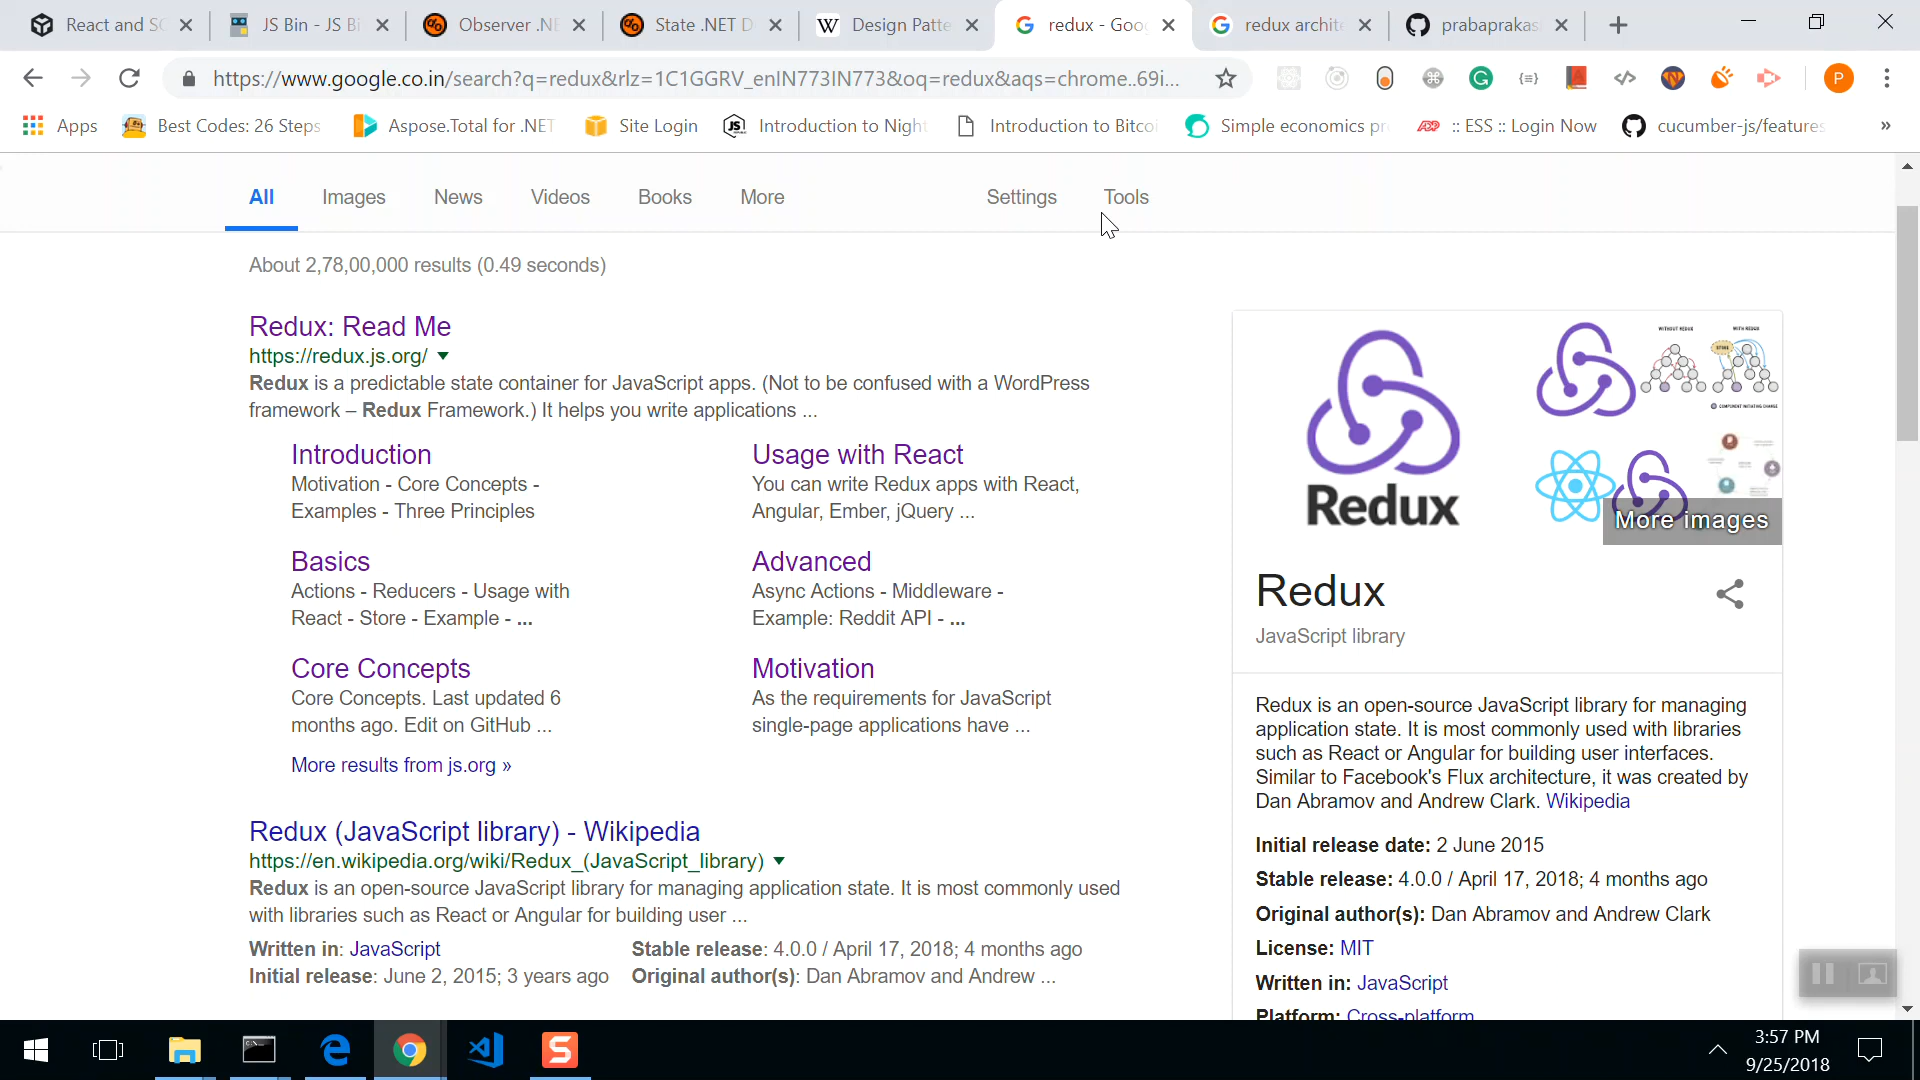 React and SC
JS Bin - JS Bi
Observer .NE
State .NET D
Design Patte
redux - Goo
redux archite
prabaprakas
https://www.google.co.in/search?q=redux&rlz=1C1GGRV_enIN773IN773&oq=redux&aqs=chrome..69i...
Apps
Best Codes: 26 Steps
Aspose.Total for .NET
Site Login
Introduction to Nigh
Introduction to Bitco
Simple economics pr
:: ESS :: Login Now
cucumber-js/features
»
All
Images
News
Videos
Books
More
Settings
Tools
About 2,78,00,000 results (0.49 seconds)
Redux: Read Me
https://redux.js.org/
Redux is a predictable state container for JavaScript apps. (Not to be confused with a WordPress
framework – Redux Framework.) It helps you write applications ...
Introduction
Motivation - Core Concepts -
Examples - Three Principles
Usage with React
You can write Redux apps with React,
Angular, Ember, jQuery ...
Basics
Actions - Reducers - Usage with
React - Store - Example - ...
Advanced
Async Actions - Middleware -
Example: Reddit API - ...
Core Concepts
Core Concepts. Last updated 6
months ago. Edit on GitHub ...
Motivation
As the requirements for JavaScript
single-page applications have ...
More results from js.org »
Redux (JavaScript library) - Wikipedia
https://en.wikipedia.org/wiki/Redux_(JavaScript_library)
Redux is an open-source JavaScript library for managing application state. It is most commonly used
with libraries such as React or Angular for building user ...
Written in: JavaScript
Stable release: 4.0.0 / April 17, 2018; 4 months ago
Initial release: June 2, 2015; 3 years ago
Original author(s): Dan Abramov and Andrew ...
Redux
WITHOUT REDUX
WITH REDUX
STORE
COMPONENT INITIATING CHANGE
More images
Redux
JavaScript library
Redux is an open-source JavaScript library for managing
application state. It is most commonly used with libraries
such as React or Angular for building user interfaces.
Similar to Facebook's Flux architecture, it was created by
Dan Abramov and Andrew Clark. Wikipedia
Initial release date: 2 June 2015
Stable release: 4.0.0 / April 17, 2018; 4 months ago
Original author(s): Dan Abramov and Andrew Clark
License: MIT
Written in: JavaScript
Platform: Cross-platform
3:57 PM
9/25/2018